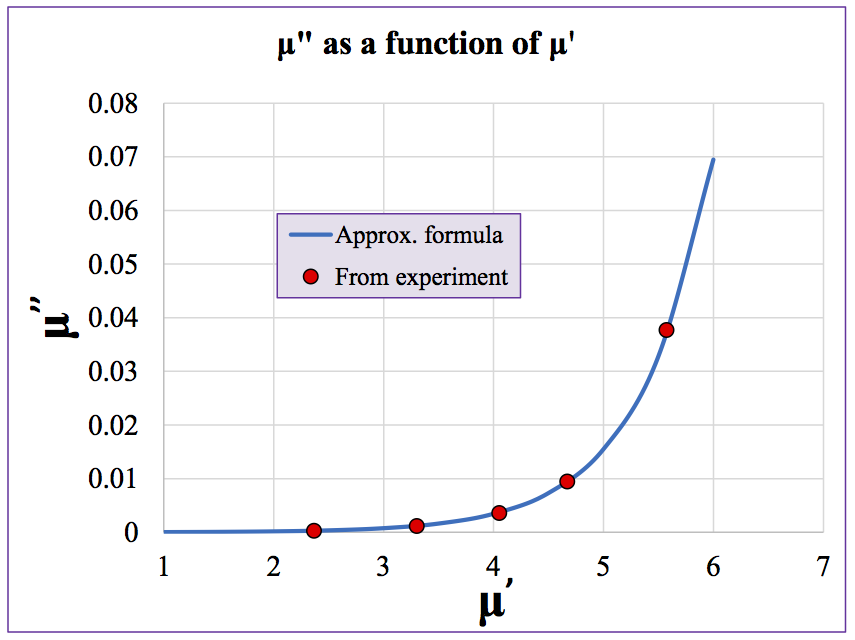 μ" as a function of μ'
0.08
0.07
0.06
0.05
0.04
0.03
0.02
0.01
0
μ″
Approx. formula
From experiment
1 2 3 4 5 6 7
μ′